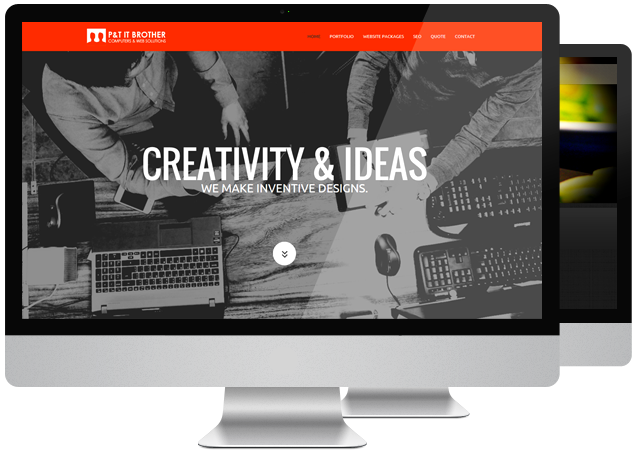 P&T IT BROTHER
COMPUTERS & WEB SOLUTIONS
HOME PORTFOLIO WEBSITE PACKAGES SEO QUOTE CONTACT
CREATIVITY & IDEAS
WE MAKE INVENTIVE DESIGNS.